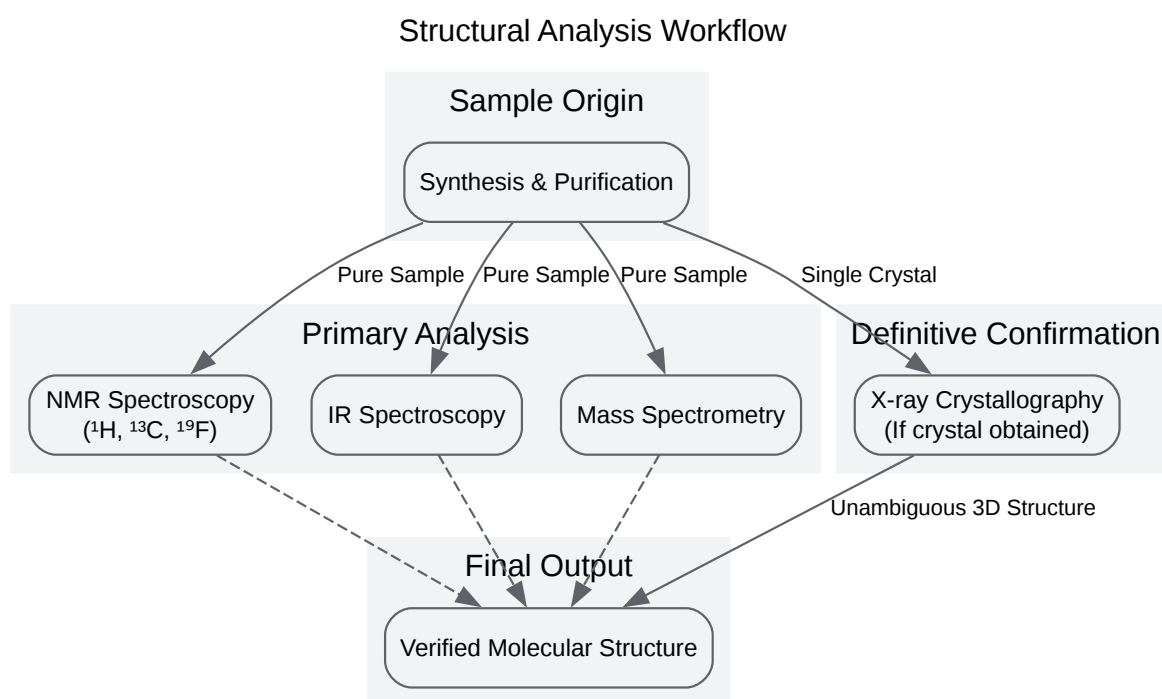 Structural Analysis Workflow
Sample Origin
Synthesis & Purification
Pure Sample
Pure Sample
Pure Sample
Single Crystal
Primary Analysis
Definitive Confirmation
NMR Spectroscopy
(¹H, ¹³C, ¹⁹F)
IR Spectroscopy
Mass Spectrometry
X-ray Crystallography
(If crystal obtained)
Unambiguous 3D Structure
Final Output
Verified Molecular Structure